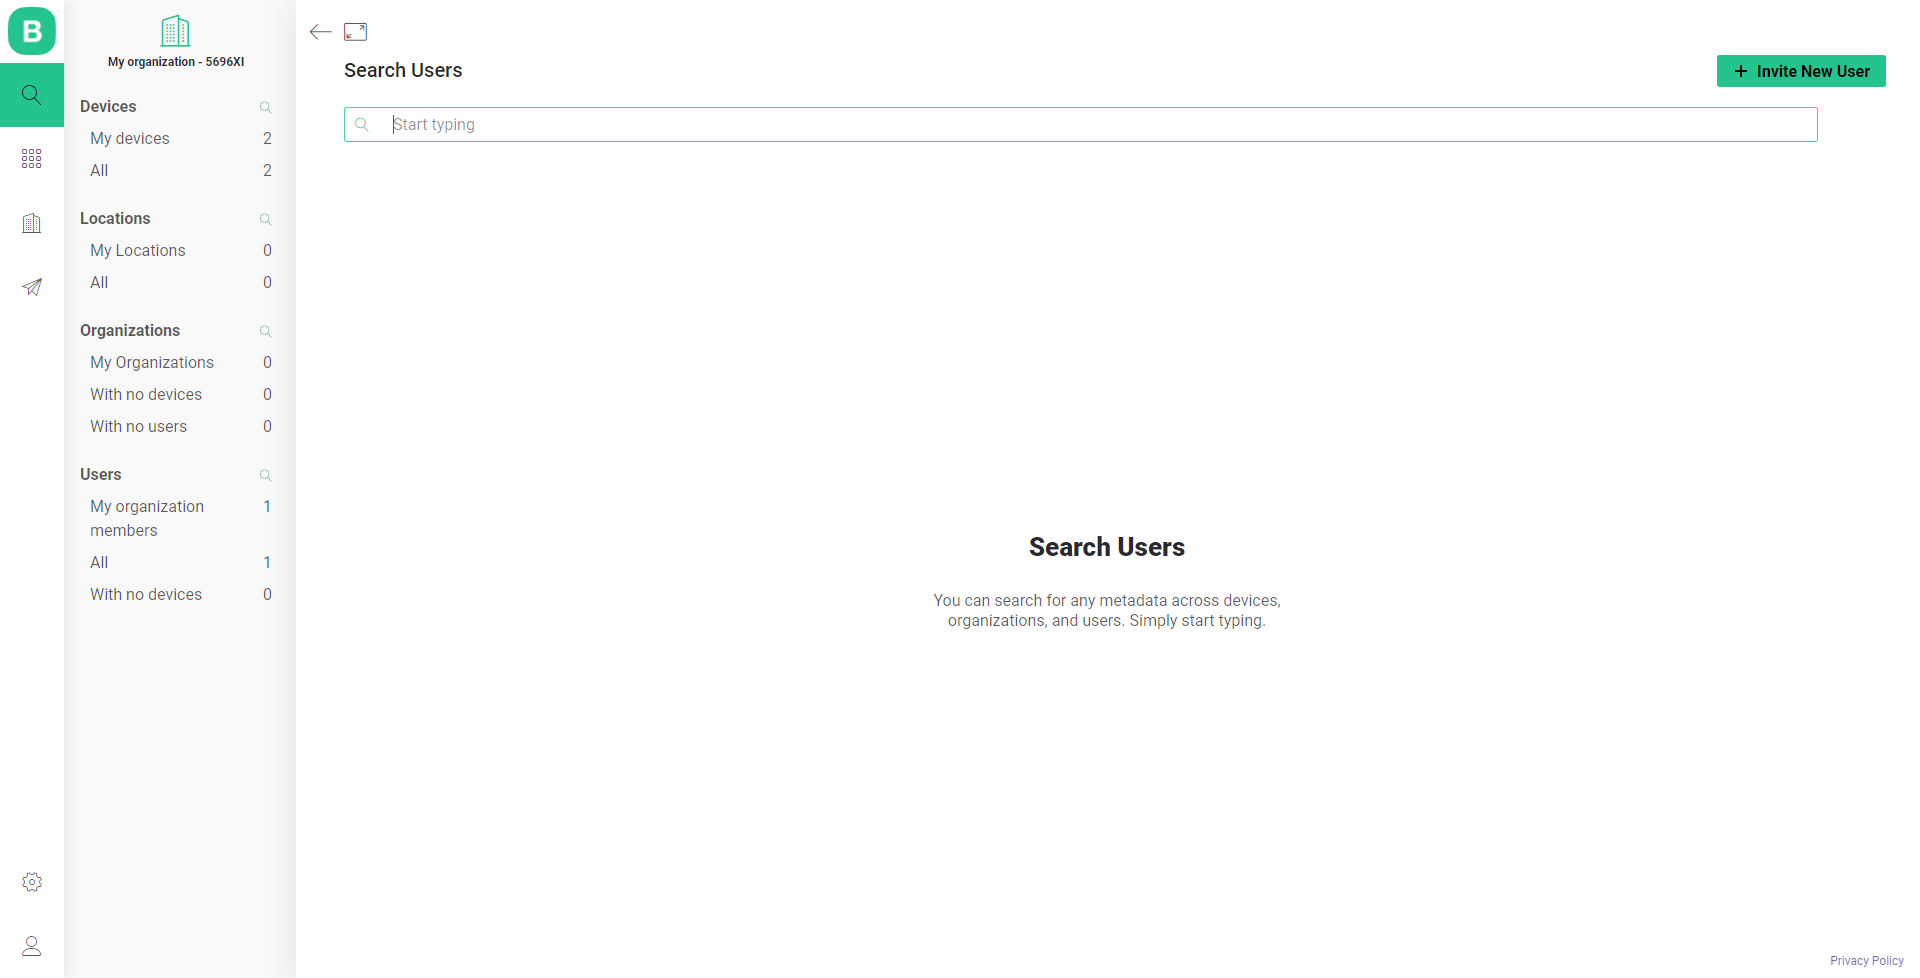 B
My organization - 5696XI
Devices
My devices 2
All 2
Locations
My Locations 0
All 0
Organizations
My Organizations 0
With no devices 0
With no users 0
Users
My organization 1
members
All 1
With no devices 0
Search Users
+ Invite New User
Start typing
Search Users
You can search for any metadata across devices,
organizations, and users. Simply start typing.
Privacy Policy